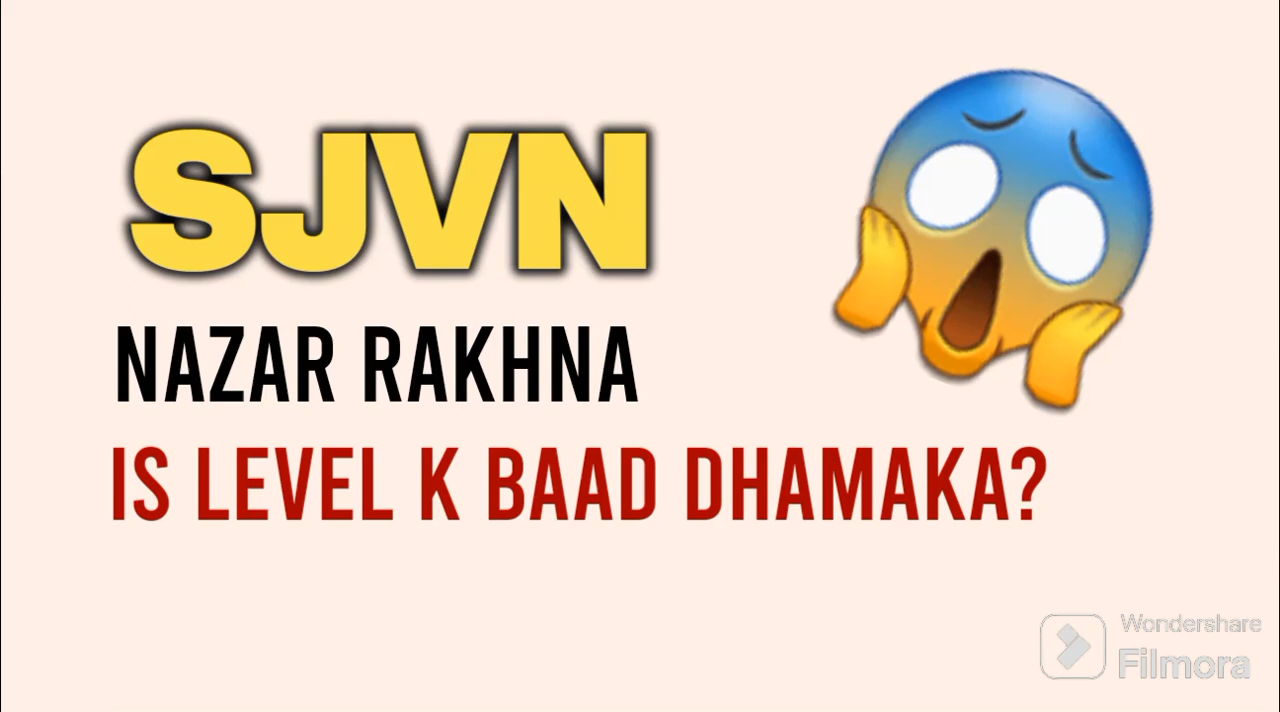 SJVN
NAZAR RAKHNA
IS LEVEL K BAAD DHAMAKA?
Wondershare
Filmora